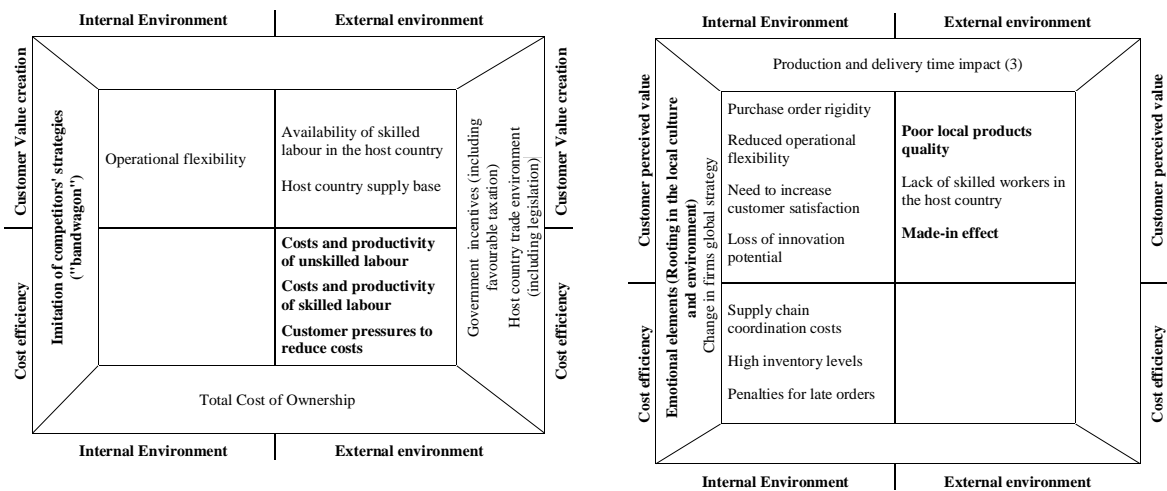 Internal Environment
External environment
Customer Value creation
Cost efficiency
Imitation of competitors' strategies
("bandwagon")
Operational flexibility
Availability of skilled
labour in the host country
Host country supply base
Costs and productivity
of unskilled labour
Costs and productivity
of skilled labour
Customer pressures to
reduce costs
Government incentives (including
favourable taxation)
Host country trade environment
(including legislation)
Customer Value creation
Cost efficiency
Total Cost of Ownership
Internal Environment
External environment
Internal Environment
External environment
Production and delivery time impact (3)
Customer perceived value
Cost efficiency
Emotional elements (Rooting in the local culture
and environment)
Change in firms global strategy
Purchase order rigidity
Reduced operational
flexibility
Need to increase
customer satisfaction
Loss of innovation
potential
Poor local products
quality
Lack of skilled workers in
the host country
Made-in effect
Supply chain
coordination costs
High inventory levels
Penalties for late orders
Customer perceived value
Cost efficiency
Internal Environment
External environment